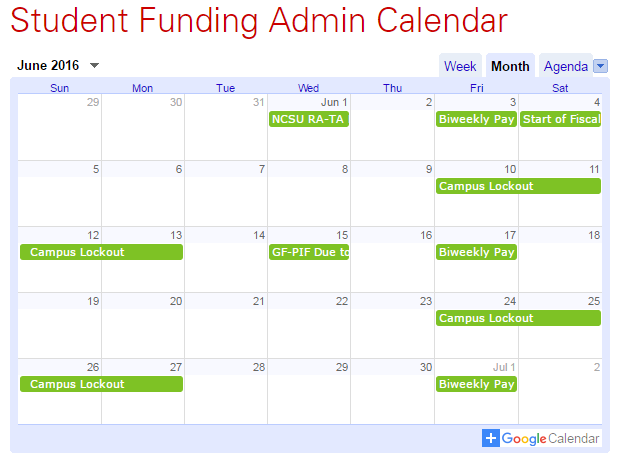 Student Funding Admin Calendar
June 2016 Week Month Agenda
Sun Mon Tue Wed Thu Fri Sat
29 30 31 Jun 1 2 3 4
NCSU RA-TA Biweekly Pay Start of Fiscal
5 6 7 8 9 10 11
Campus Lockout
12 13 14 15 16 17 18
Campus Lockout GF-PIF Due to Biweekly Pay
19 20 21 22 23 24 25
Campus Lockout
26 27 28 29 30 Jul 1 2
Campus Lockout Biweekly Pay
+ Google Calendar